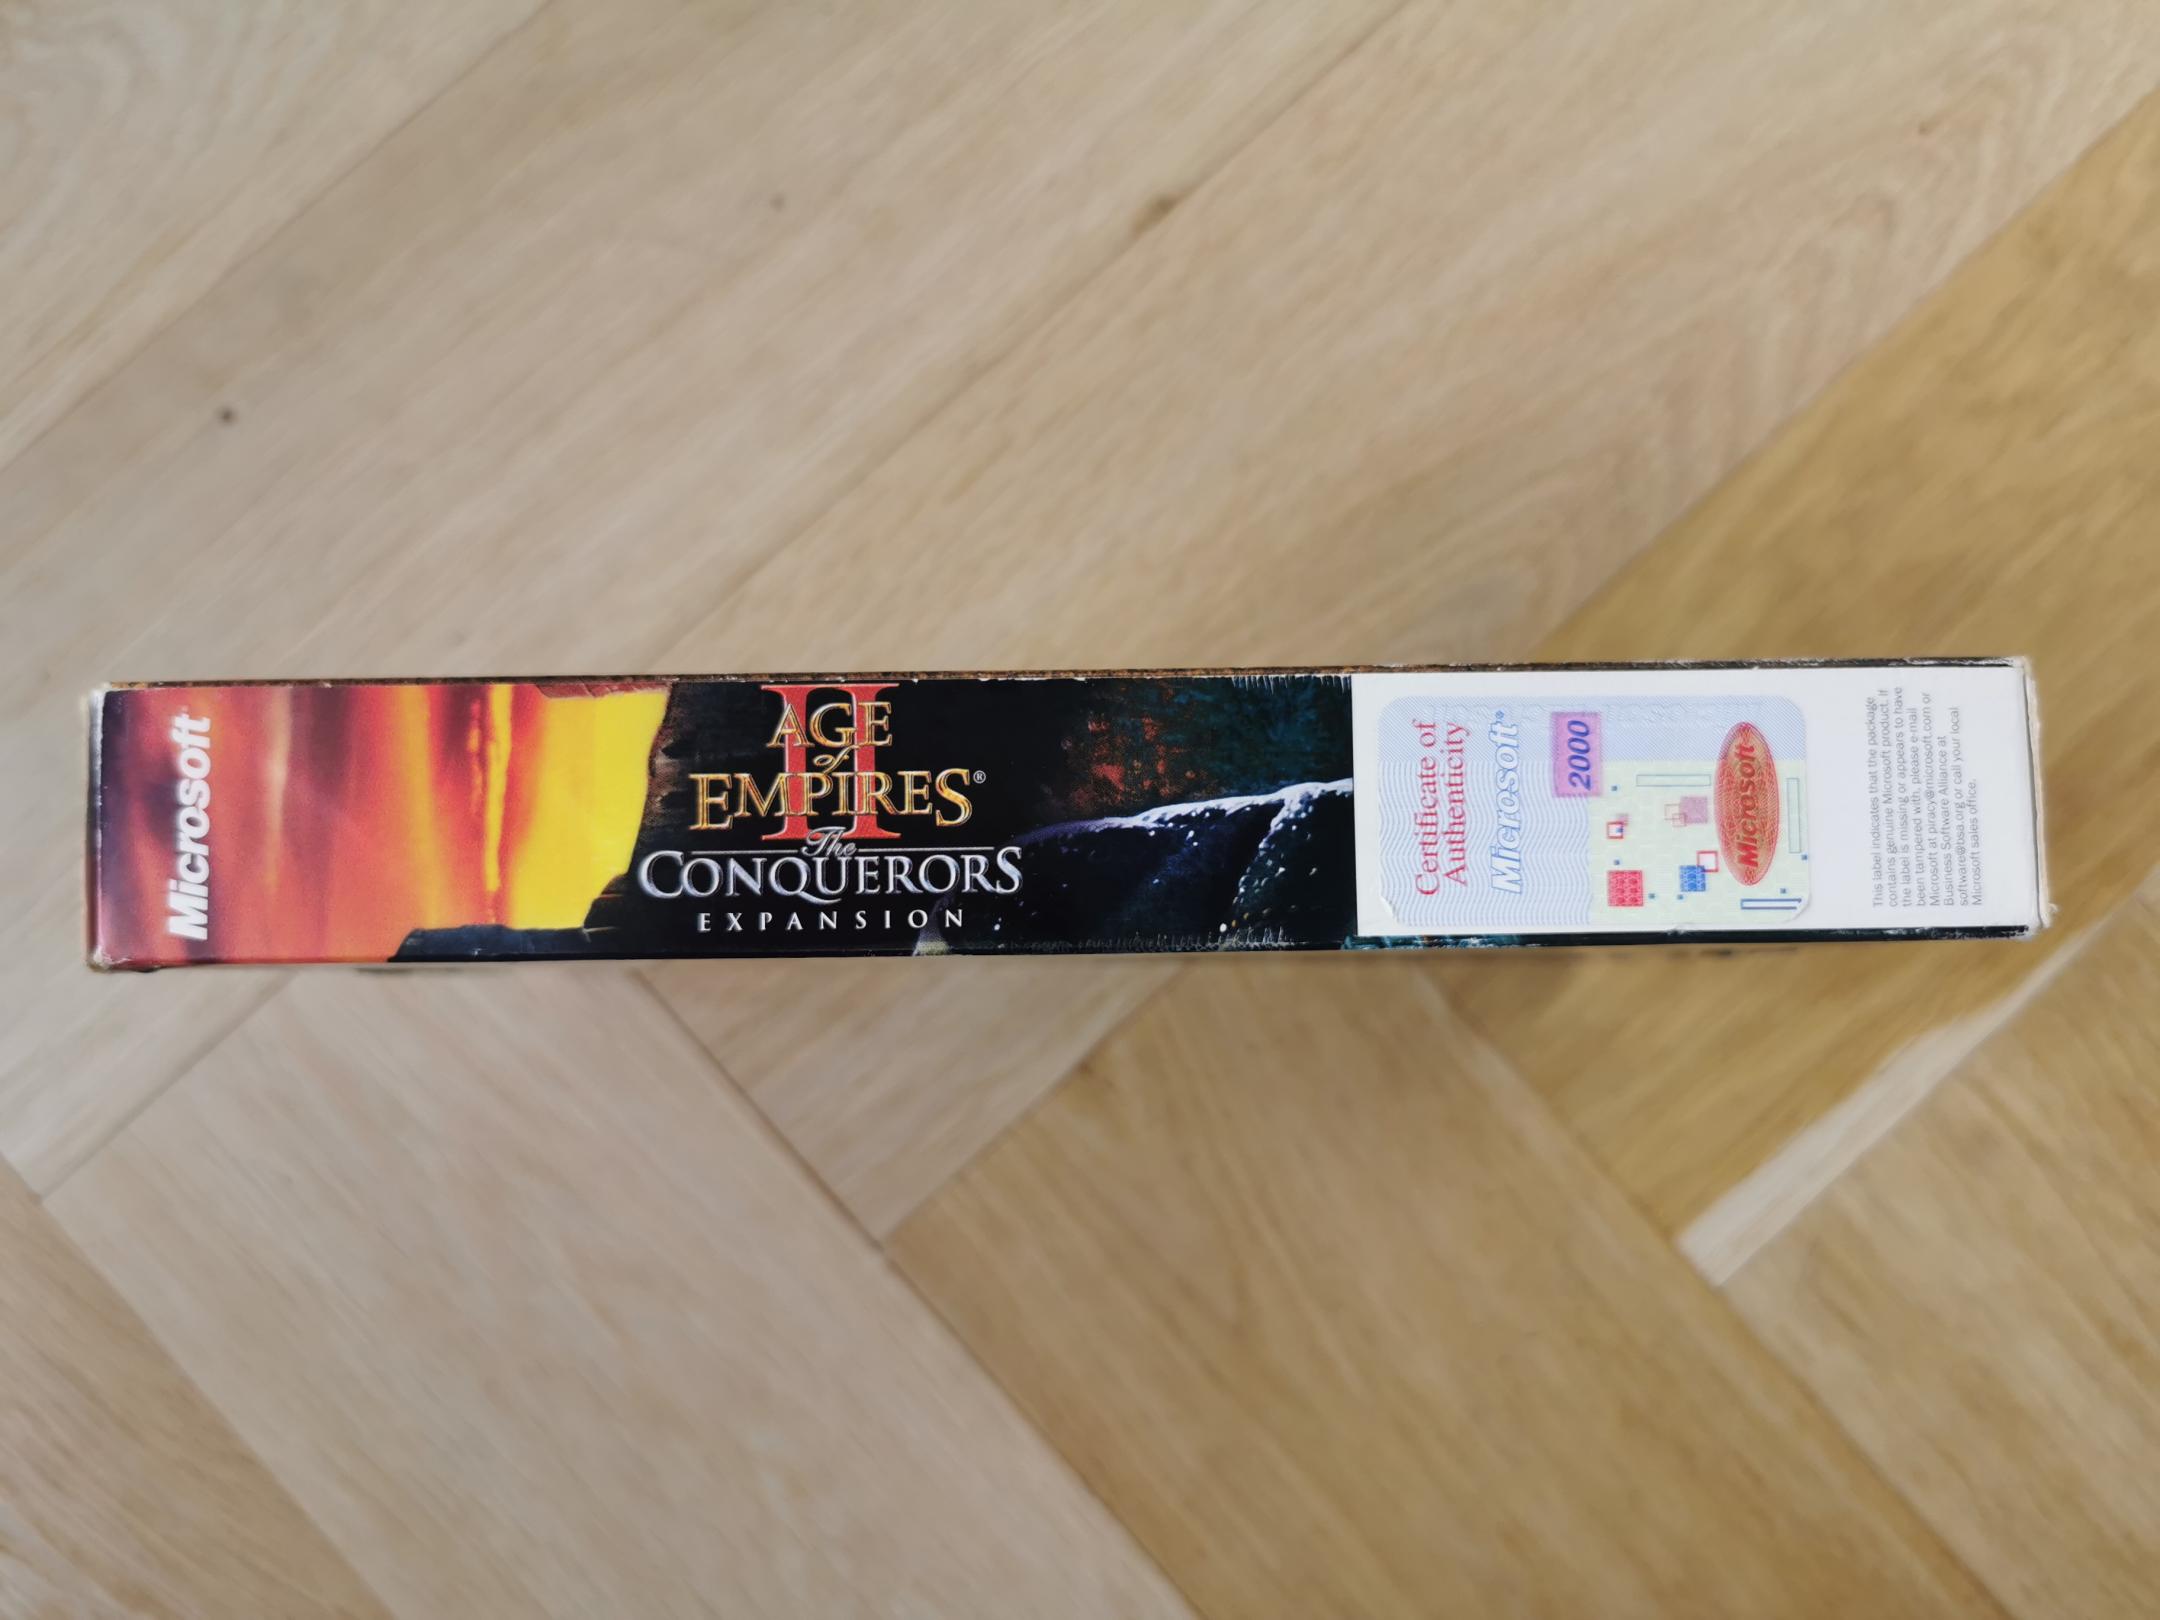 Microsoft
II
AGE
of
EMPIRES®
The
CONQUERORS
EXPANSION
Certificate of
Authenticity
Microsoft®
2000
Microsoft
This label indicates that the package
contains genuine Microsoft product. If
the label is missing or appears to have
been tampered with, please e-mail
Microsoft at piracy@microsoft.com or
Business Software Alliance at
software@bsa.org or call your local
Microsoft sales office.